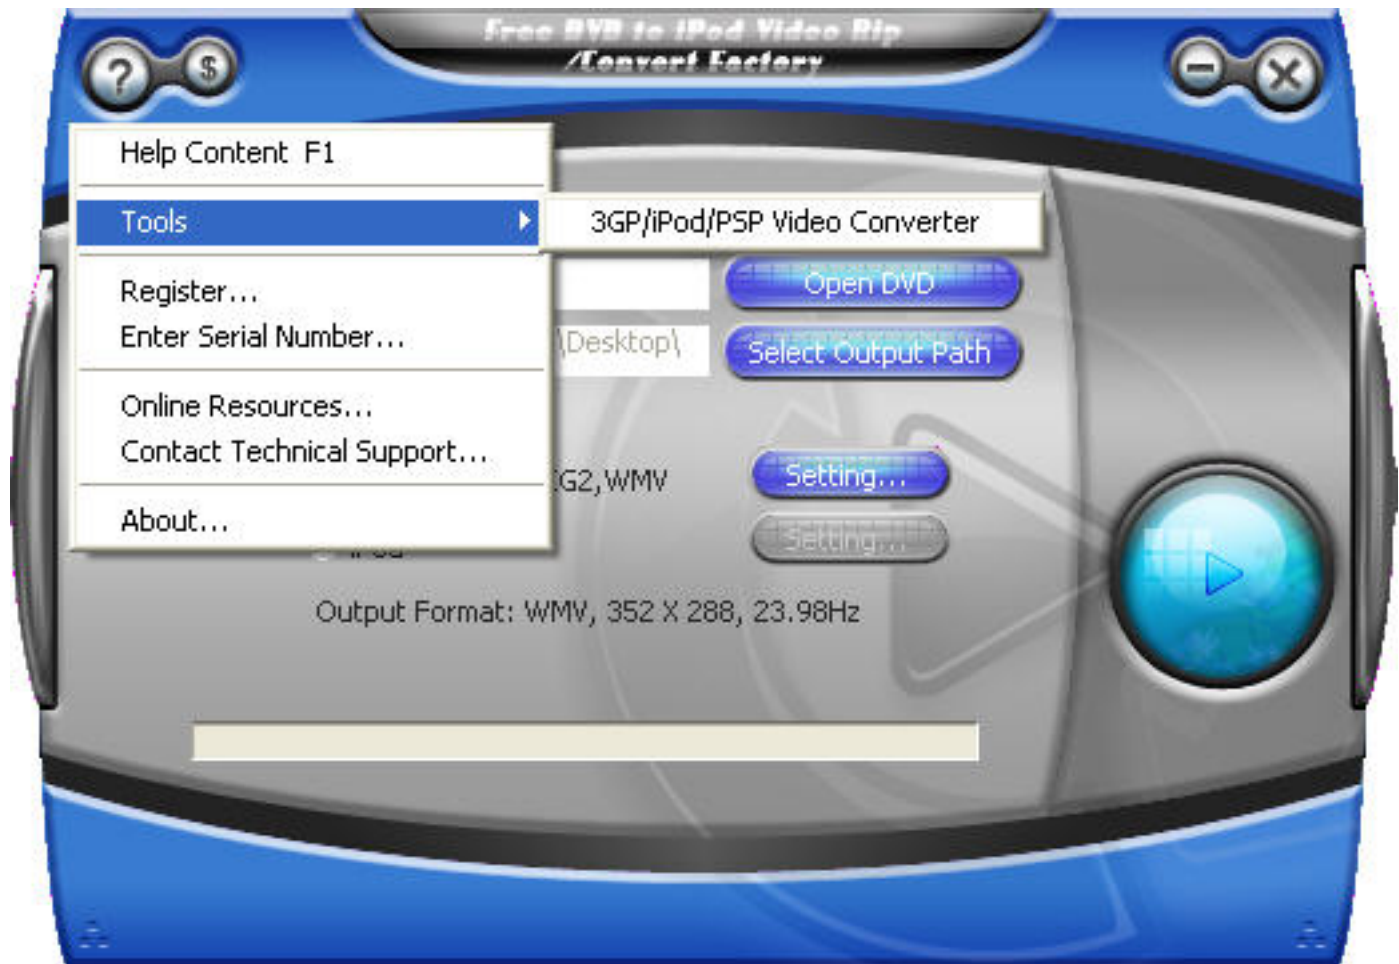 Free DVD to iPod Video Rip
/Convert Factory
? $
Help Content F1
Tools
3GP/iPod/PSP Video Converter
Register...
Open DVD
Enter Serial Number...
\Desktop\
Select Output Path
Online Resources...
Contact Technical Support...
G2,WMV
Setting...
About...
Setting...
Output Format: WMV, 352 X 288, 23.98Hz